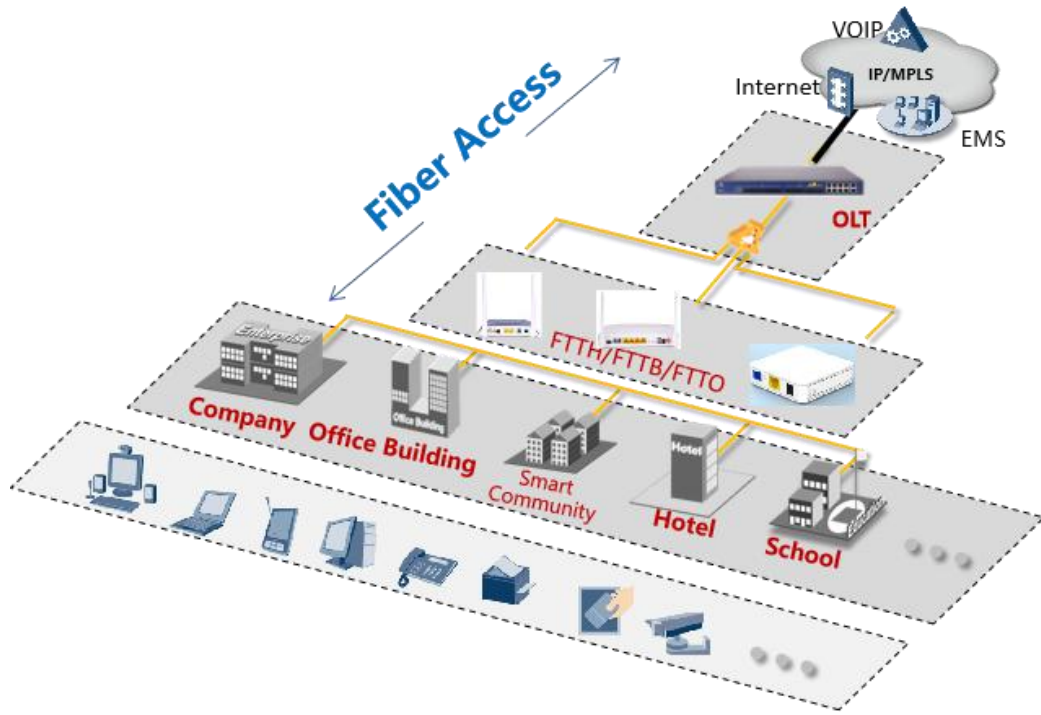 VOIP
IP/MPLS
Internet
EMS
Fiber Access
OLT
FTTH/FTTB/FTTO
Enterprise
Company
Office Building
Office Building
Smart
Community
Hotel
Hotel
School
Education